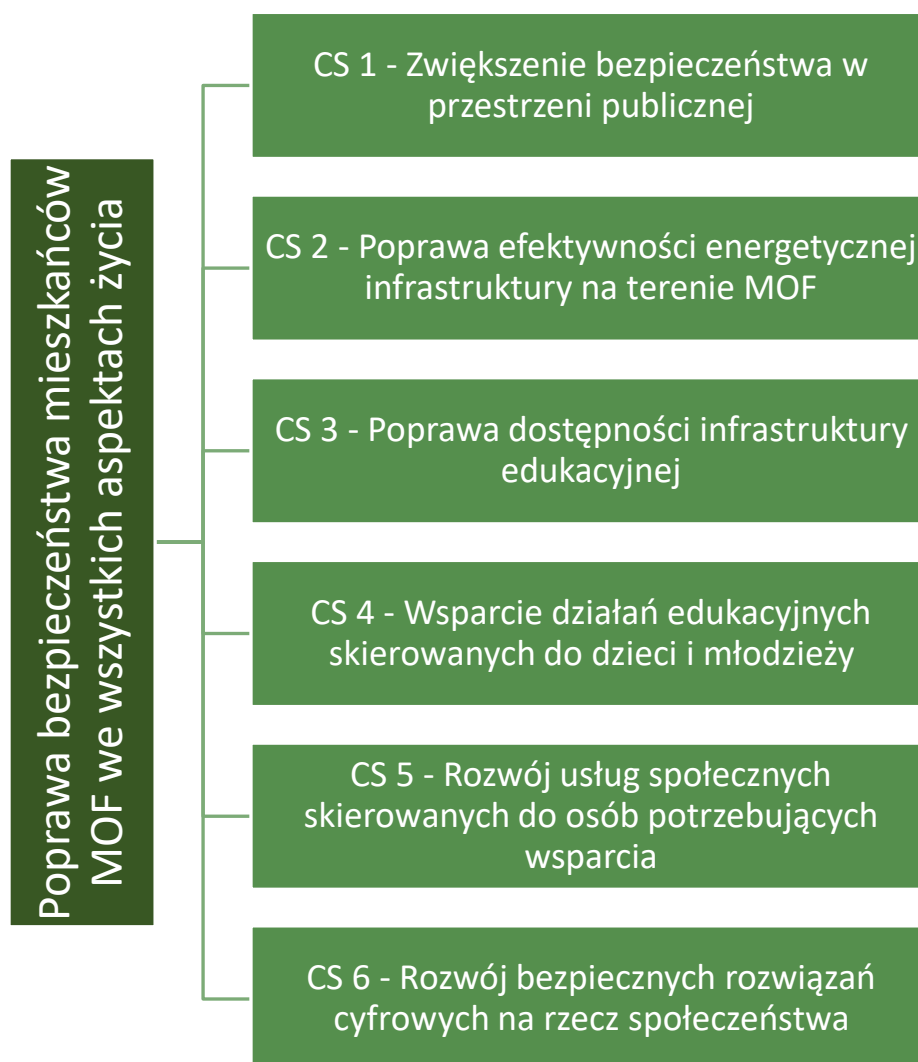 Poprawa bezpieczeństwa mieszkańców
MOF we wszystkich aspektach życia
CS 1 - Zwiększenie bezpieczeństwa w
przestrzeni publicznej
CS 2 - Poprawa efektywności energetycznej
infrastruktury na terenie MOF
CS 3 - Poprawa dostępności infrastruktury
edukacyjnej
CS 4 - Wsparcie działań edukacyjnych
skierowanych do dzieci i młodzieży
CS 5 - Rozwój usług społecznych
skierowanych do osób potrzebujących
wsparcia
CS 6 - Rozwój bezpiecznych rozwiązań
cyfrowych na rzecz społeczeństwa